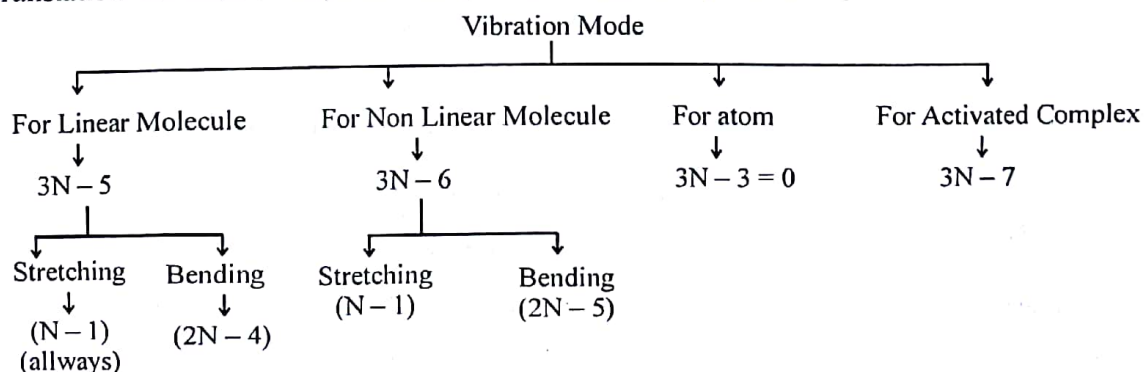 Vibration Mode
For Linear Molecule For Non Linear Molecule For atom For Activated Complex
3N – 5 3N – 6 3N – 3 = 0 3N – 7
Stretching Bending Stretching Bending
(N – 1) (2N – 4) (N – 1) (2N – 5)
(allways)